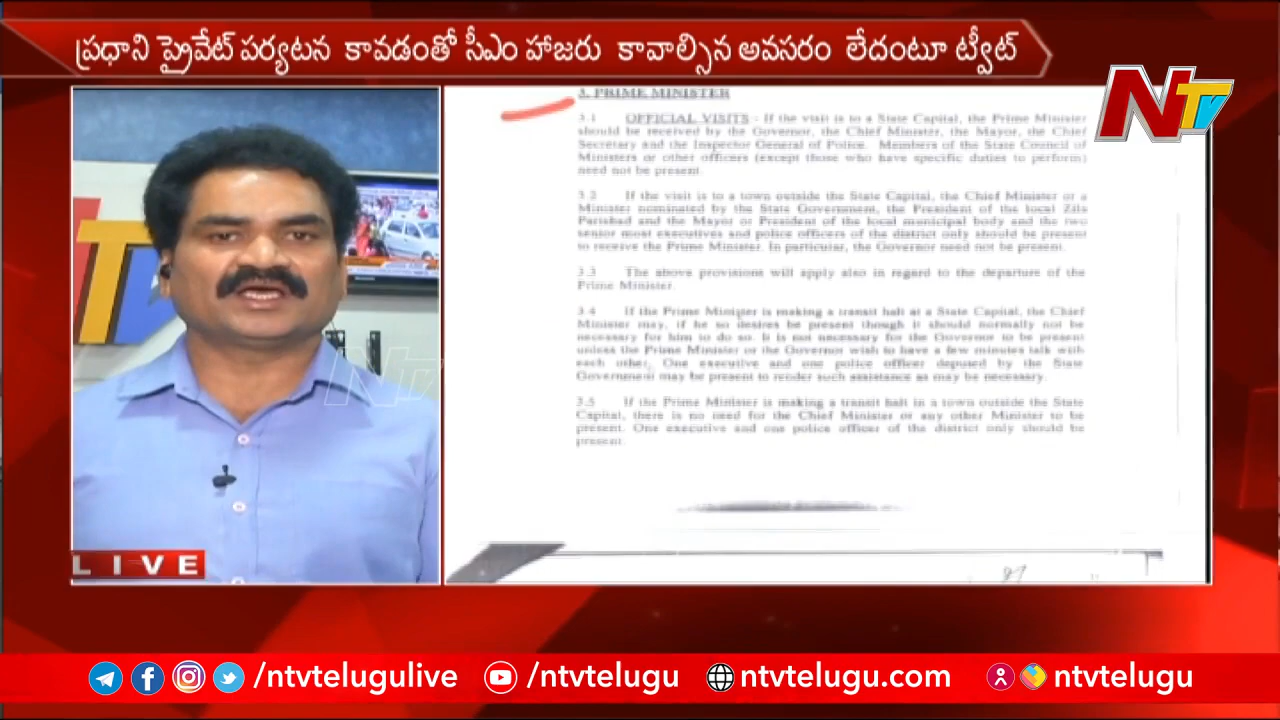 ప్రధాని ప్రైవేట్ పర్యటన కావడంతో సీఎం హాజరు కావాల్సిన అవసరం లేదంటూ ట్వీట్
NTV
3. PRIME MINISTER
3.1 OFFICIAL VISITS :- If the visit is to a State Capital, the Prime Minister
should be received by the Governor, the Chief Minister, the Mayor, the Chief
Secretary and the Inspector General of Police. Members of the State Council of
Ministers or other officers (except those who have specific duties to perform)
need not be present.
3.2 If the visit is to a town outside the State Capital, the Chief Minister or a
Minister nominated by the State Government, the President of the local Zila
Parishad and the Mayor or President of the local municipal body and the two
senior most executives and police officers of the district only should be present
to receive the Prime Minister. In particular, the Governor need not be present.
3.3 The above provisions will apply also in regard to the departure of the
Prime Minister.
3.4 If the Prime Minister is making a transit halt at a State Capital, the Chief
Minister may, if he so desires be present though it should normally not be
necessary for him to do so. It is not necessary for the Governor to be present
unless the Prime Minister or the Governor wish to have a few minutes talk with
each other. One executive and one police officer deputed by the State
Government may be present to render such assistance as may be necessary.
3.5 If the Prime Minister is making a transit halt in a town outside the State
Capital, there is no need for the Chief Minister or any other Minister to be
present. One executive and one police officer of the district only should be
present.
NTV
LIVE
/ntvtelugulive /ntvtelugu ntvtelugu.com ntvtelugu